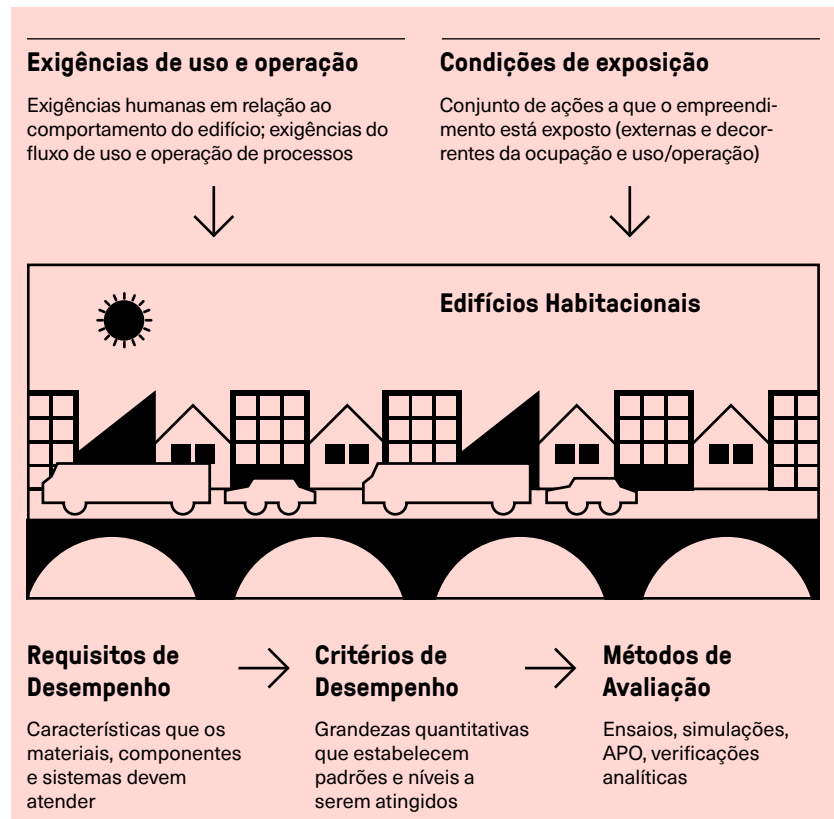 Exigências de uso e operação
Exigências humanas em relação ao
comportamento do edifício; exigências do
fluxo de uso e operação de processos
Condições de exposição
Conjunto de ações a que o empreendi-
mento está exposto (externas e decor-
rentes da ocupação e uso/operação)
Edifícios Habitacionais
Requisitos de
Desempenho
Características que os
materiais, componentes
e sistemas devem
atender
Critérios de
Desempenho
Grandezas quantitativas
que estabelecem
padrões e níveis a
serem atingidos
Métodos de
Avaliação
Ensaios, simulações,
APO, verificações
analíticas